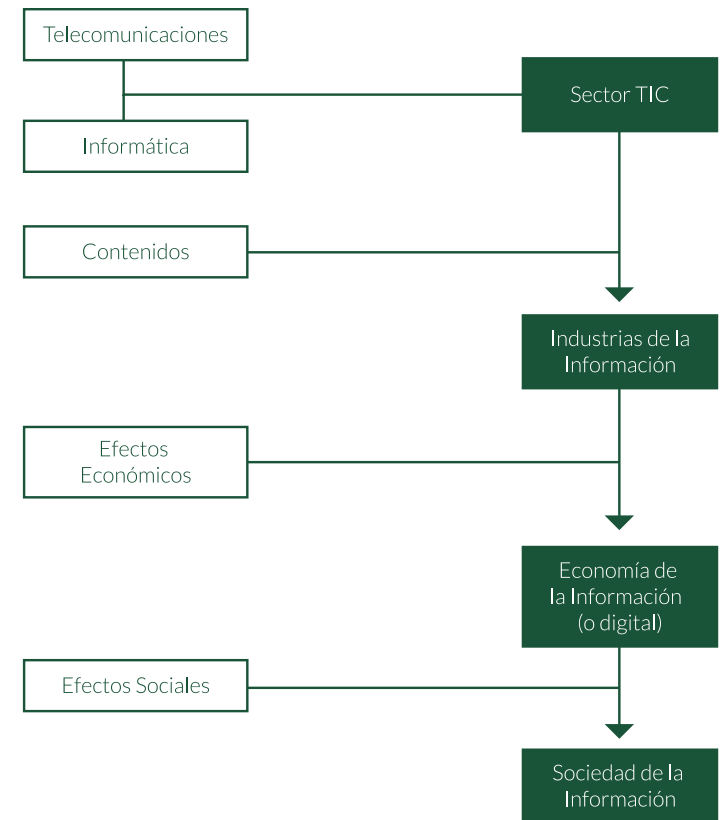 Telecomunicaciones
Sector TIC
Informática
Contenidos
Industrias de la
Información
Efectos
Económicos
Economía de
la Información
(o digital)
Efectos Sociales
Sociedad de la
Información